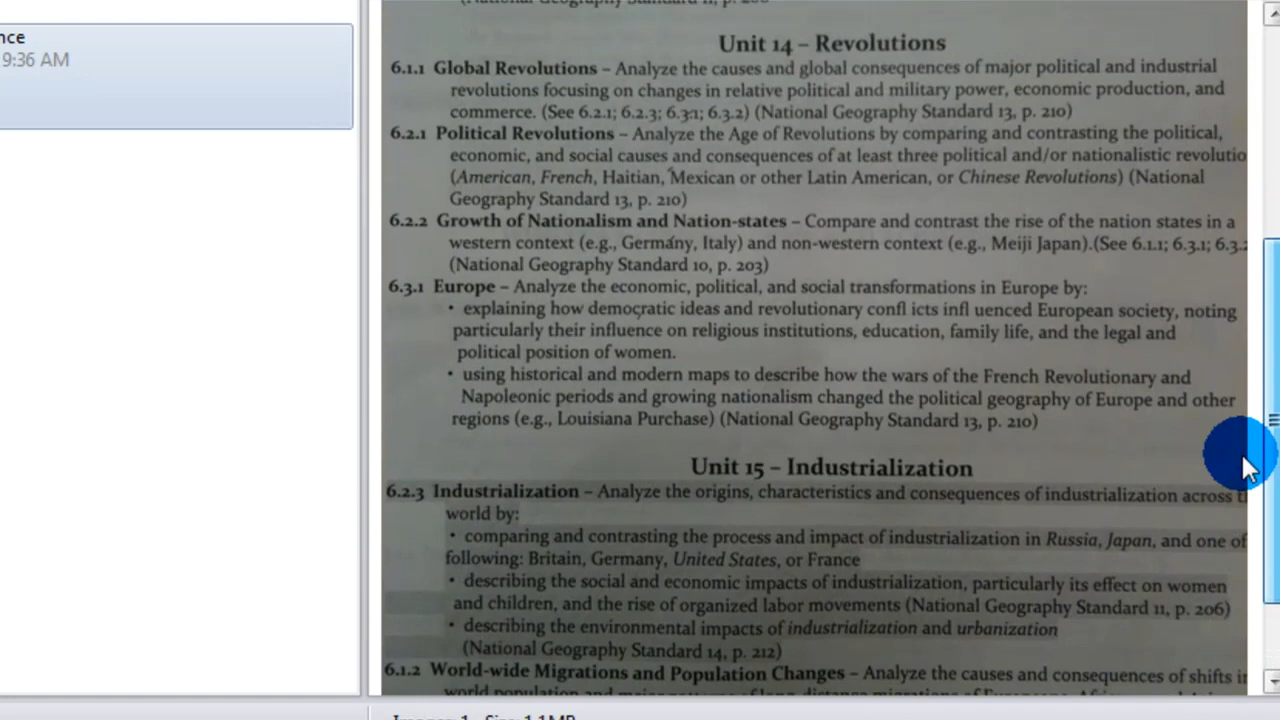 nce
9:36 AM
Unit 14 – Revolutions
6.1.1 Global Revolutions – Analyze the causes and global consequences of major political and industrial
revolutions focusing on changes in relative political and military power, economic production, and
commerce. (See 6.2.1; 6.2.3; 6.3.1; 6.3.2) (National Geography Standard 13, p. 210)
6.2.1 Political Revolutions – Analyze the Age of Revolutions by comparing and contrasting the political,
economic, and social causes and consequences of at least three political and/or nationalistic revolutio
(American, French, Haitian, Mexican or other Latin American, or Chinese Revolutions) (National
Geography Standard 13, p. 210)
6.2.2 Growth of Nationalism and Nation-states – Compare and contrast the rise of the nation states in a
western context (e.g., Germany, Italy) and non-western context (e.g., Meiji Japan).(See 6.1.1; 6.3.1; 6.3.2
(National Geography Standard 10, p. 203)
6.3.1 Europe – Analyze the economic, political, and social transformations in Europe by:
• explaining how democratic ideas and revolutionary confl icts infl uenced European society, noting
particularly their influence on religious institutions, education, family life, and the legal and
political position of women.
• using historical and modern maps to describe how the wars of the French Revolutionary and
Napoleonic periods and growing nationalism changed the political geography of Europe and other
regions (e.g., Louisiana Purchase) (National Geography Standard 13, p. 210)
Unit 15 – Industrialization
6.2.3 Industrialization – Analyze the origins, characteristics and consequences of industrialization across t
world by:
• comparing and contrasting the process and impact of industrialization in Russia, Japan, and one of
following: Britain, Germany, United States, or France
• describing the social and economic impacts of industrialization, particularly its effect on women
and children, and the rise of organized labor movements (National Geography Standard 11, p. 206)
• describing the environmental impacts of industrialization and urbanization
(National Geography Standard 14, p. 212)
6.1.2 World-wide Migrations and Population Changes – Analyze the causes and consequences of shifts in
world population and major patterns of long-distance migrations of Europeans,